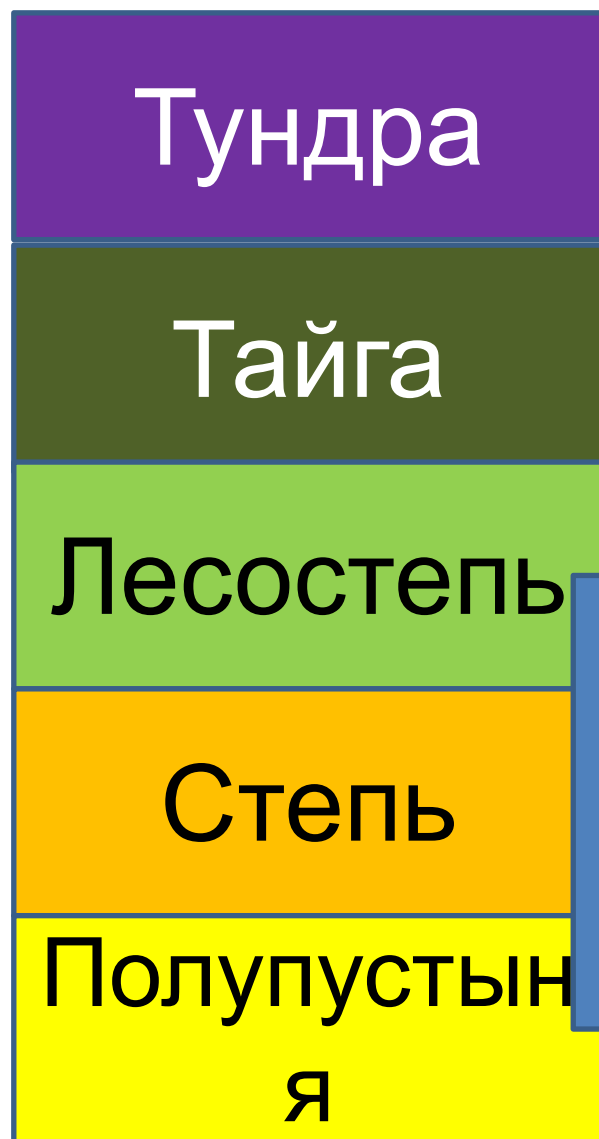 Тундра
Тайга
Лесостепь
Степь
Полупустын
я